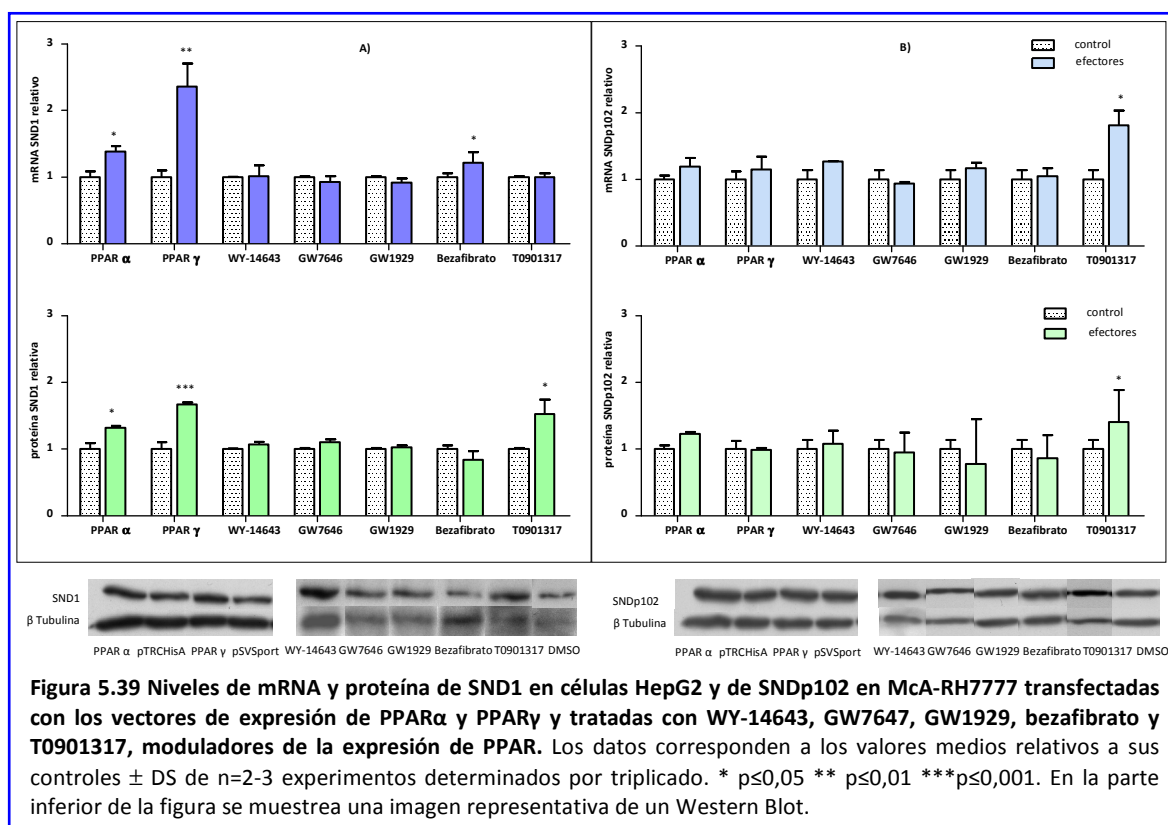 A)
mRNA SND1 relativo
3
2
1
0
*
**
*
PPAR α PPAR γ WY-14643 GW7646 GW1929 Bezafibrato T0901317
B)
control
efectores
mRNA SNDp102 relativo
3
2
1
0
*
PPAR α PPAR γ WY-14643 GW7646 GW1929 Bezafibrato T0901317
proteína SND1 relativa
3
2
1
0
*
***
*
PPAR α PPAR γ WY-14643 GW7646 GW1929 Bezafibrato T0901317
control
efectores
proteína SNDp102 relativa
3
2
1
0
*
PPAR α PPAR γ WY-14643 GW7646 GW1929 Bezafibrato T0901317
SND1
β Tubulina
PPAR α pTRCHisA PPAR γ pSVSport WY-14643 GW7646 GW1929 Bezafibrato T0901317 DMSO
SNDp102
β Tubulina
PPAR α pTRCHisA PPAR γ pSVSport WY-14643 GW7646 GW1929 Bezafibrato T0901317 DMSO
Figura 5.39 Niveles de mRNA y proteína de SND1 en células HepG2 y de SNDp102 en McA-RH7777 transfectadas
con los vectores de expresión de PPARα y PPARγ y tratadas con WY-14643, GW7647, GW1929, bezafibrato y
T0901317, moduladores de la expresión de PPAR. Los datos corresponden a los valores medios relativos a sus
controles ± DS de n=2-3 experimentos determinados por triplicado. * p≤0,05 ** p≤0,01 ***p≤0,001. En la parte
inferior de la figura se muestrea una imagen representativa de un Western Blot.